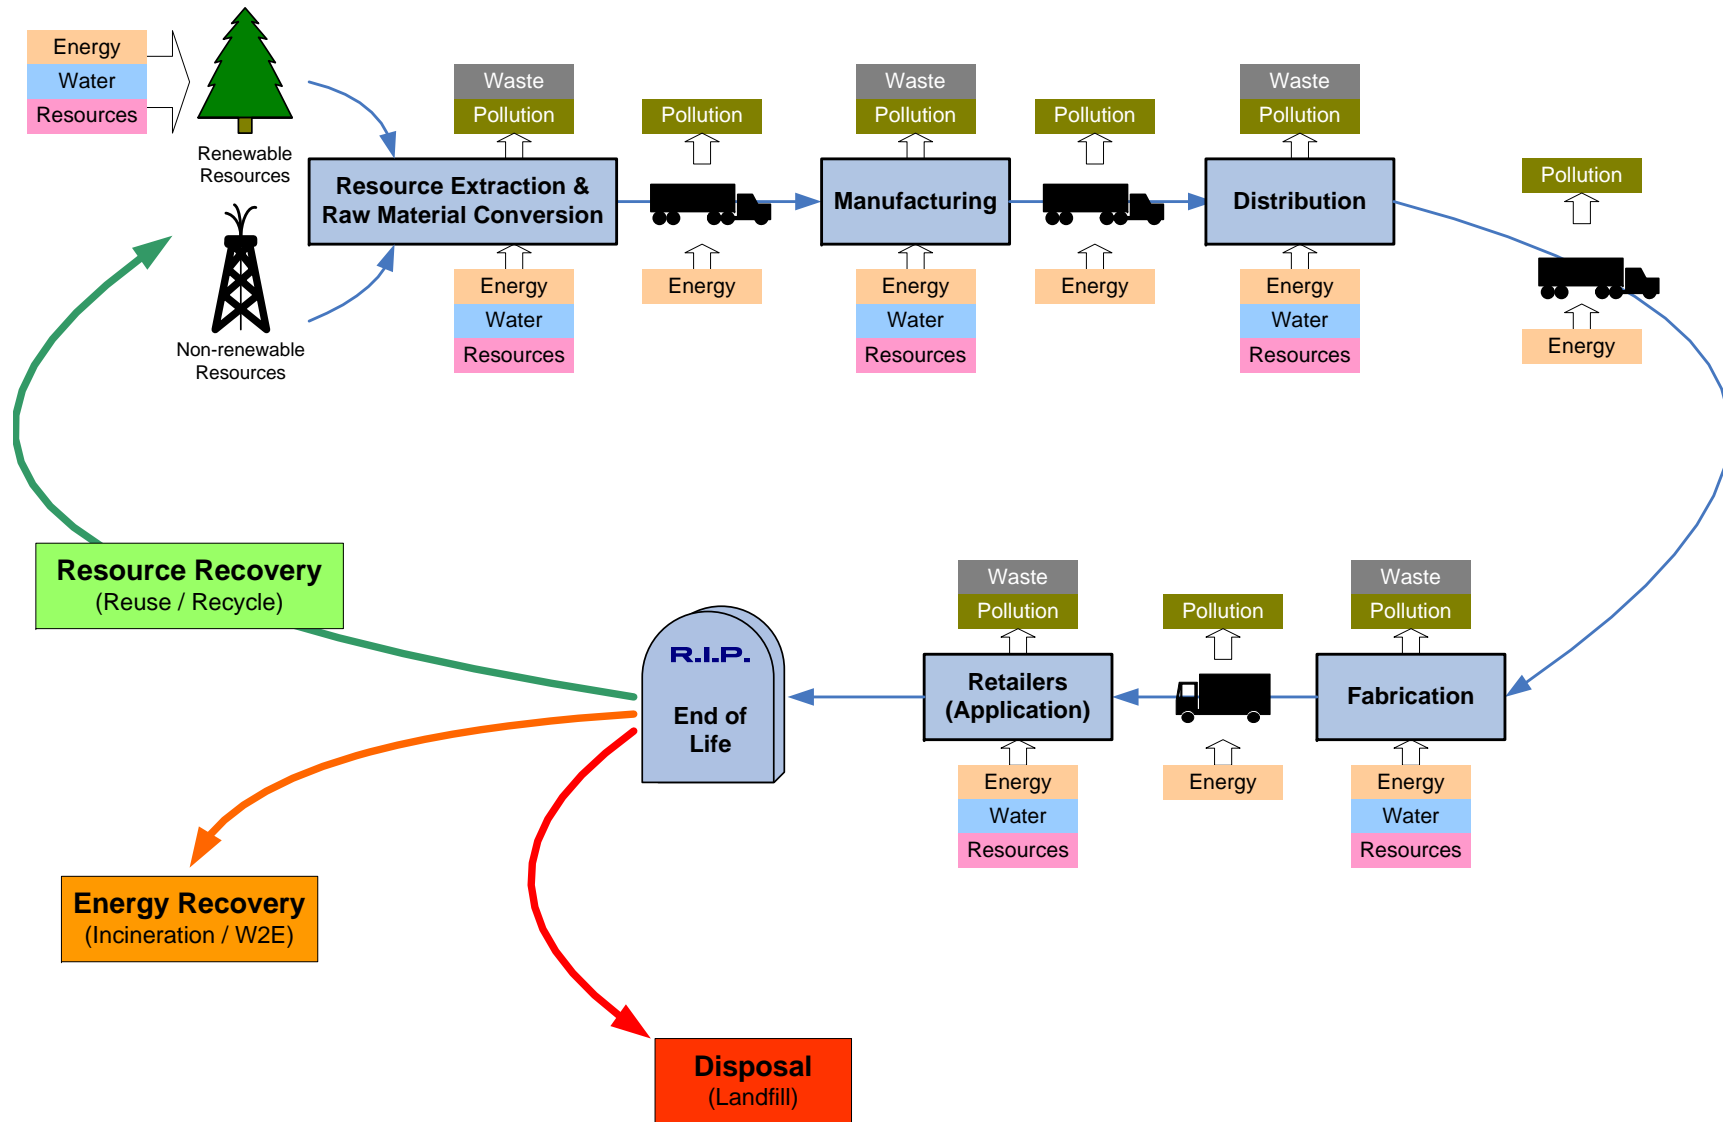 Energy
Water
Resources
Renewable
Resources
Non-renewable
Resources
Waste
Pollution
Resource Extraction &
Raw Material Conversion
Energy
Water
Resources
Pollution
Energy
Waste
Pollution
Manufacturing
Energy
Water
Resources
Pollution
Energy
Waste
Pollution
Distribution
Energy
Water
Resources
Pollution
Energy
Waste
Pollution
Fabrication
Energy
Water
Resources
Pollution
Energy
Waste
Pollution
Retailers
(Application)
Energy
Water
Resources
R.I.P.
End of
Life
Resource Recovery
(Reuse / Recycle)
Energy Recovery
(Incineration / W2E)
Disposal
(Landfill)